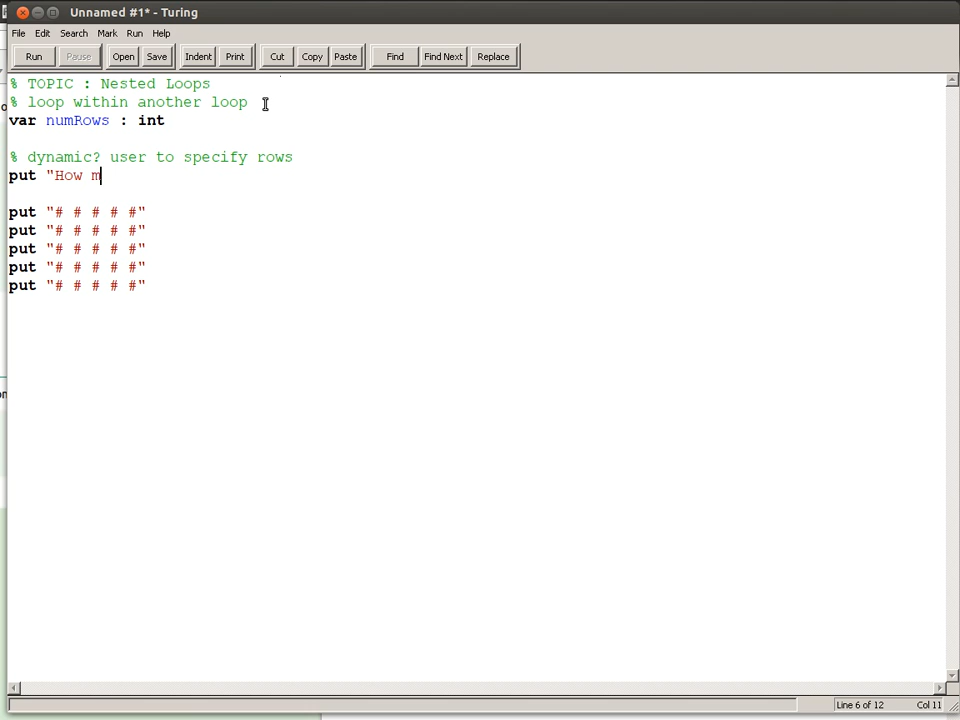 Unnamed #1* - Turing
File Edit Search Mark Run Help
Run Pause Open Save Indent Print Cut Copy Paste Find Find Next Replace
% TOPIC : Nested Loops
% loop within another loop
var numRows : int
% dynamic? user to specify rows
put "How m
put "# # # # #"
put "# # # # #"
put "# # # # #"
put "# # # # #"
put "# # # # #"
Line 6 of 12 Col 11